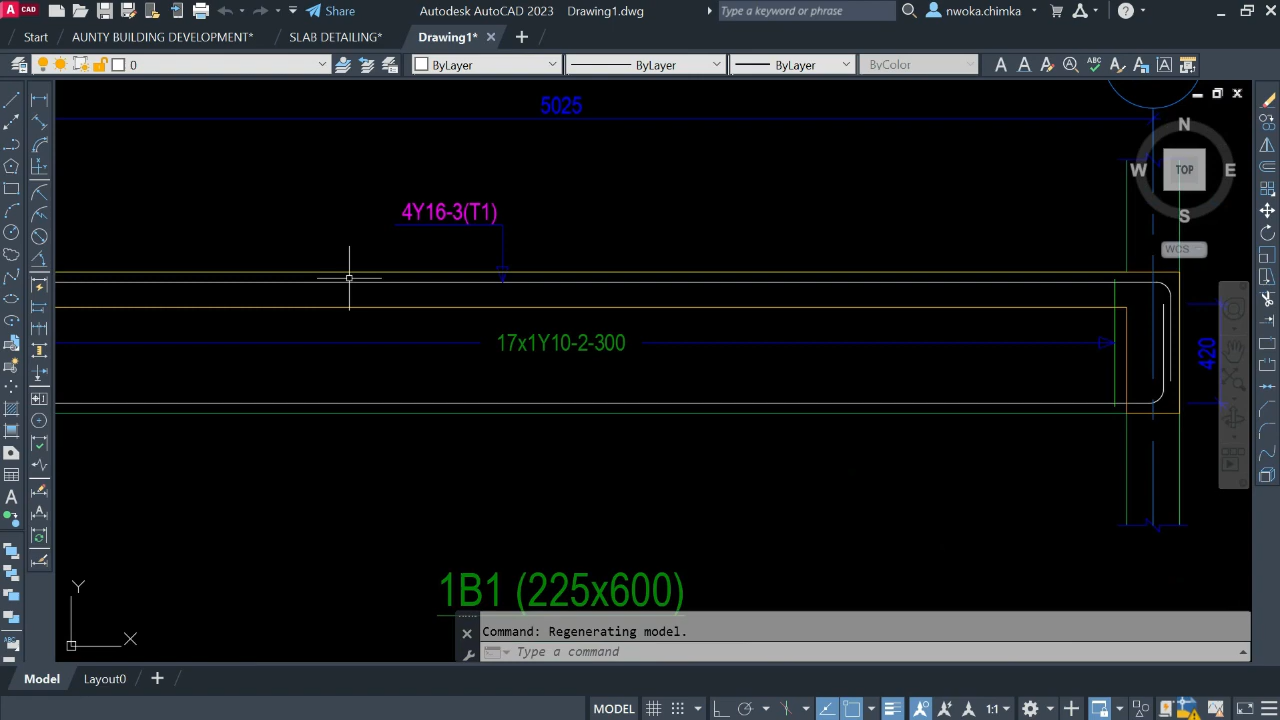 CAD
Share
Autodesk AutoCAD 2023 Drawing1.dwg
Type a keyword or phrase
nwoka.chimka
Start
AUNTY BUILDING DEVELOPMENT*
SLAB DETAILING*
Drawing1*
0
ByLayer
ByLayer
ByLayer
ByColor
5025
N
W
TOP
E
S
WCS
4Y16-3(T1)
17x1Y10-2-300
420
1B1 (225x600)
Y
X
Command: Regenerating model.
Type a command
Model
Layout0
MODEL
1:1